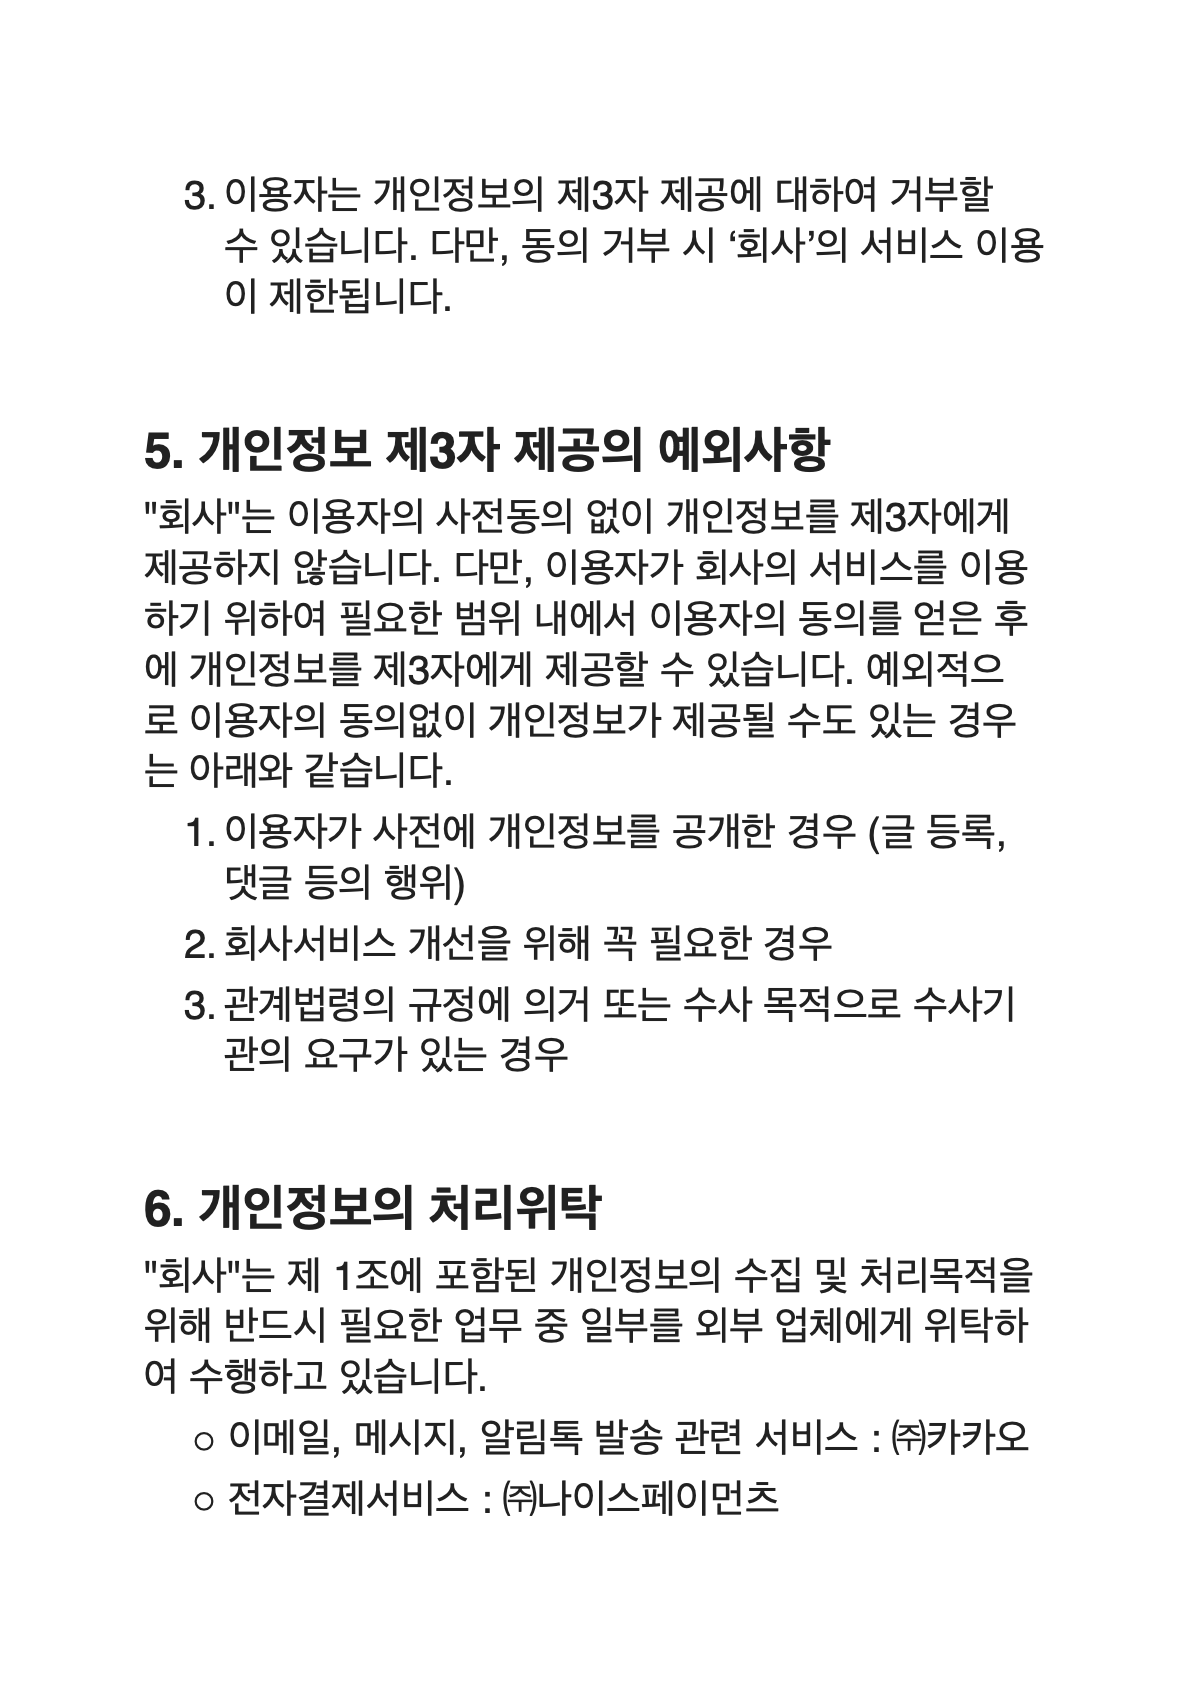 3. 이용자는 개인정보의 제3자 제공에 대하여 거부할
수 있습니다. 다만, 동의 거부 시 ‘회사’의 서비스 이용
이 제한됩니다.
5. 개인정보 제3자 제공의 예외사항
"회사"는 이용자의 사전동의 없이 개인정보를 제3자에게
제공하지 않습니다. 다만, 이용자가 회사의 서비스를 이용
하기 위하여 필요한 범위 내에서 이용자의 동의를 얻은 후
에 개인정보를 제3자에게 제공할 수 있습니다. 예외적으
로 이용자의 동의없이 개인정보가 제공될 수도 있는 경우
는 아래와 같습니다.
1. 이용자가 사전에 개인정보를 공개한 경우 (글 등록,
댓글 등의 행위)
2. 회사서비스 개선을 위해 꼭 필요한 경우
3. 관계법령의 규정에 의거 또는 수사 목적으로 수사기
관의 요구가 있는 경우
6. 개인정보의 처리위탁
"회사"는 제 1조에 포함된 개인정보의 수집 및 처리목적을
위해 반드시 필요한 업무 중 일부를 외부 업체에게 위탁하
여 수행하고 있습니다.
○ 이메일, 메시지, 알림톡 발송 관련 서비스 : ㈜카카오
○ 전자결제서비스 : ㈜나이스페이먼츠